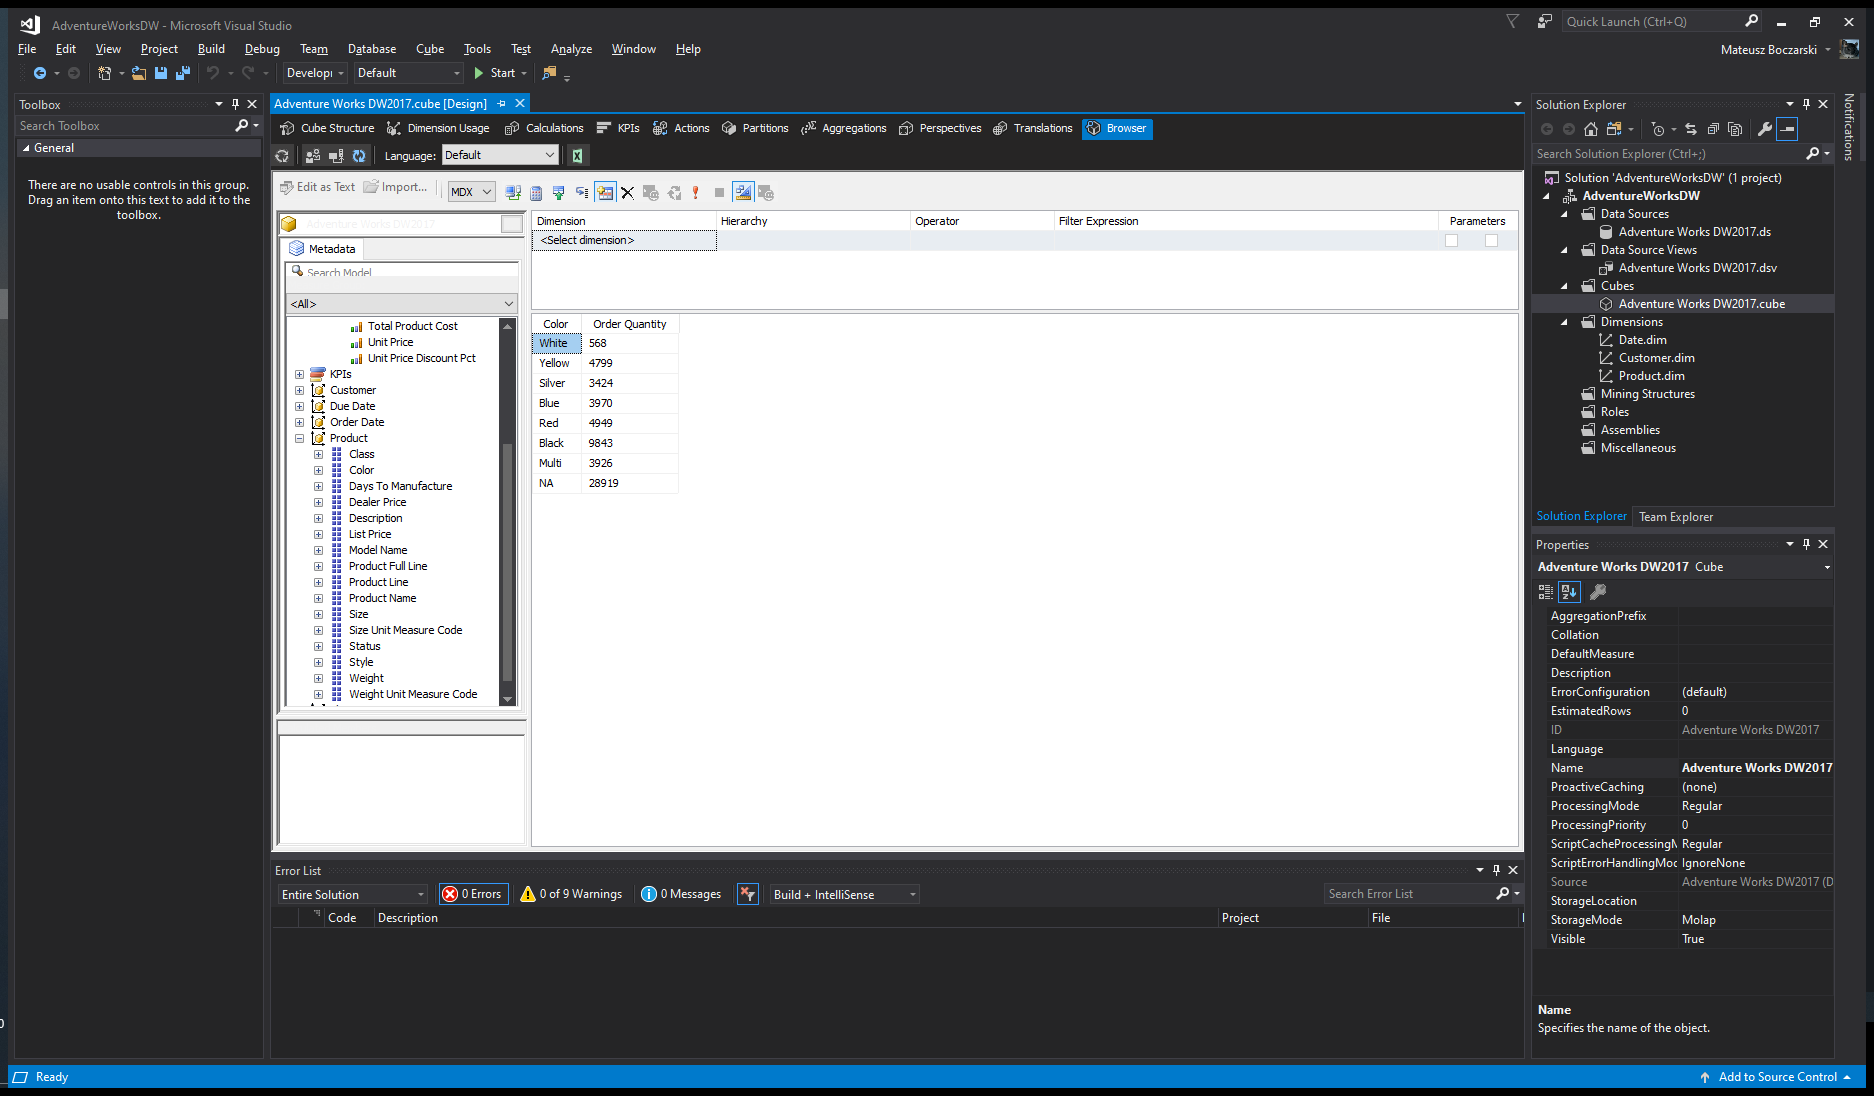 AdventureWorksDW - Microsoft Visual Studio
Quick Launch (Ctrl+Q)
File Edit View Project Build Debug Team Database Cube Tools Test Analyze Window Help
Mateusz Boczarski
Develop Default Start
Toolbox
Search Toolbox
General
There are no usable controls in this group.
Drag an item onto this text to add it to the
toolbox.
Adventure Works DW2017.cube [Design]
Cube Structure Dimension Usage Calculations KPIs Actions Partitions Aggregations Perspectives Translations Browser
Language: Default
Edit as Text Import... MDX
Adventure Works DW2017
Metadata
Search Model
<All>
Total Product Cost
Unit Price
Unit Price Discount Pct
KPIs
Customer
Due Date
Order Date
Product
Class
Color
Days To Manufacture
Dealer Price
Description
List Price
Model Name
Product Full Line
Product Line
Product Name
Size
Size Unit Measure Code
Status
Style
Weight
Weight Unit Measure Code
Dimension Hierarchy Operator Filter Expression Parameters
<Select dimension>
Color Order Quantity
White 568
Yellow 4799
Silver 3424
Blue 3970
Red 4949
Black 9843
Multi 3926
NA 28919
Error List
Entire Solution 0 Errors 0 of 9 Warnings 0 Messages Build + IntelliSense Search Error List
Code Description Project File
Solution Explorer
Search Solution Explorer (Ctrl+;)
Solution 'AdventureWorksDW' (1 project)
AdventureWorksDW
Data Sources
Adventure Works DW2017.ds
Data Source Views
Adventure Works DW2017.dsv
Cubes
Adventure Works DW2017.cube
Dimensions
Date.dim
Customer.dim
Product.dim
Mining Structures
Roles
Assemblies
Miscellaneous
Solution Explorer Team Explorer
Notifications
Properties
Adventure Works DW2017 Cube
AggregationPrefix
Collation
DefaultMeasure
Description
ErrorConfiguration (default)
EstimatedRows 0
ID Adventure Works DW2017
Language
Name Adventure Works DW2017
ProactiveCaching (none)
ProcessingMode Regular
ProcessingPriority 0
ScriptCacheProcessingM Regular
ScriptErrorHandlingMod IgnoreNone
Source Adventure Works DW2017 (D
StorageLocation
StorageMode Molap
Visible True
Name
Specifies the name of the object.
Ready
Add to Source Control